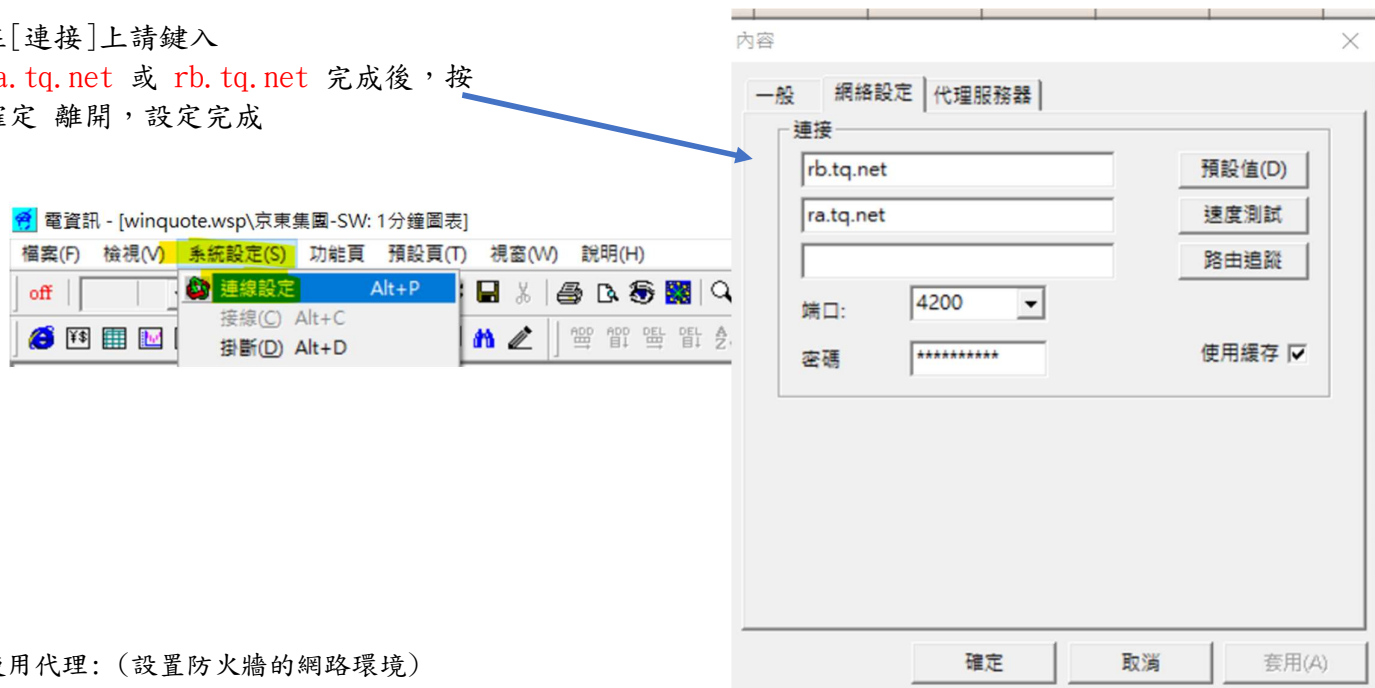 [連接]上請鍵入
a.tq.net 或 rb.tq.net 完成後，按
定 離開，設定完成
電資訊 - [winquote.wsp\京東集團-SW: 1分鐘圖表]
檔案(F) 檢視(V) 系統設定(S) 功能頁 預設頁(T) 視窗(W) 說明(H)
off
連線設定 Alt+P
接線(C) Alt+C
掛斷(D) Alt+D
ADD ADD DEL DEL
用代理: (設置防火牆的網路環境)
內容
一般 網絡設定 代理服務器
連接
rb.tq.net 預設值(D)
ra.tq.net 速度測試
路由追蹤
端口: 4200
密碼 ********** 使用緩存
確定 取消 套用(A)